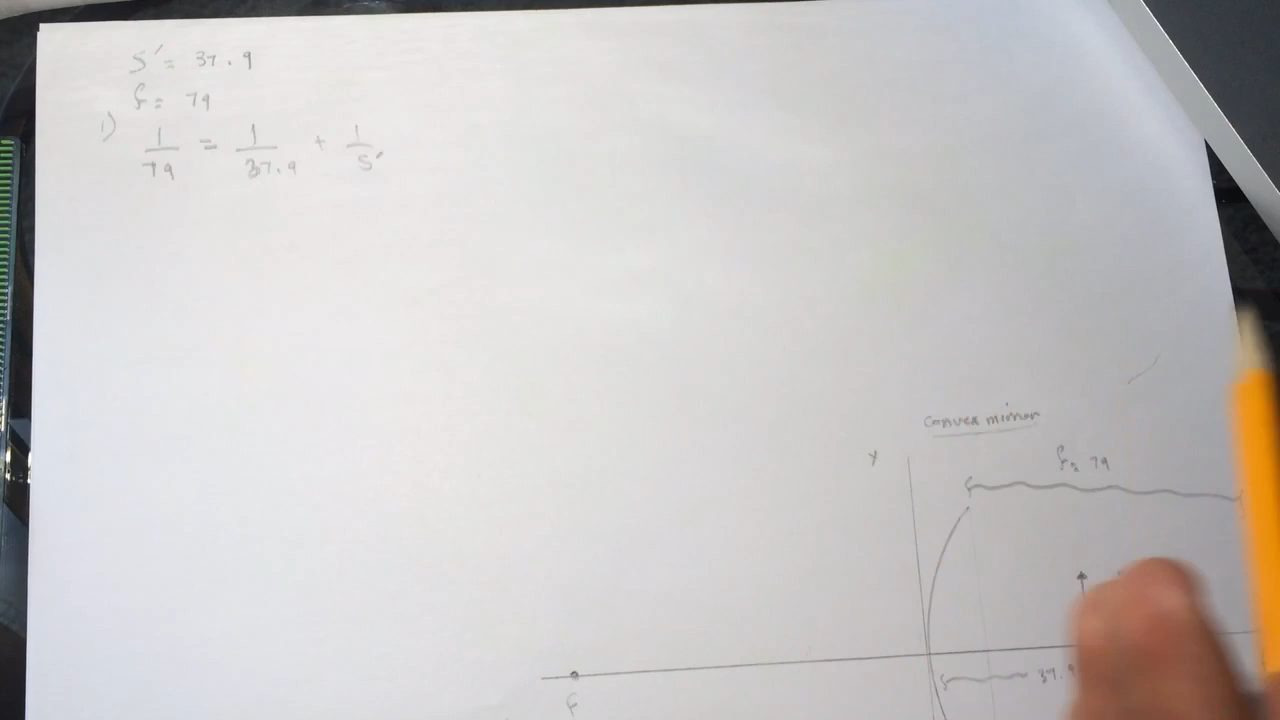 S' = 37.9
f = 79
1) 1/79 = 1/37.9 + 1/S'
Convex mirror
y
f = 79
37.9
f